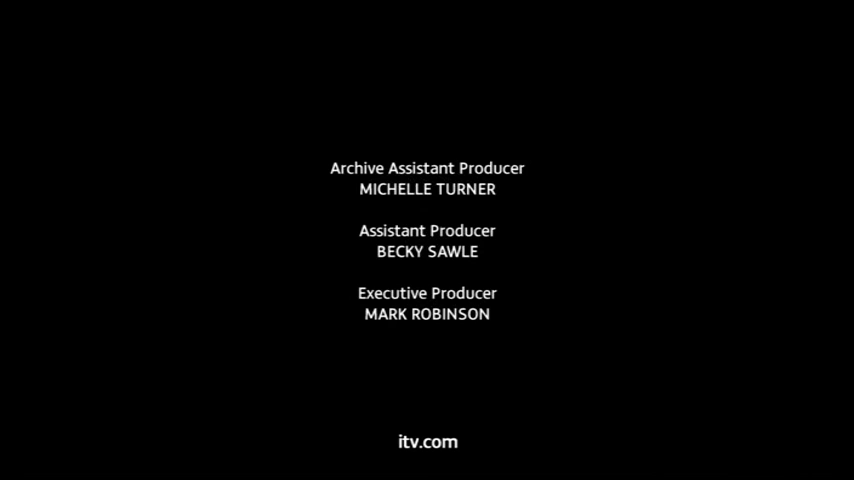 Archive Assistant Producer
MICHELLE TURNER
Assistant Producer
BECKY SAWLE
Executive Producer
MARK ROBINSON
itv.com